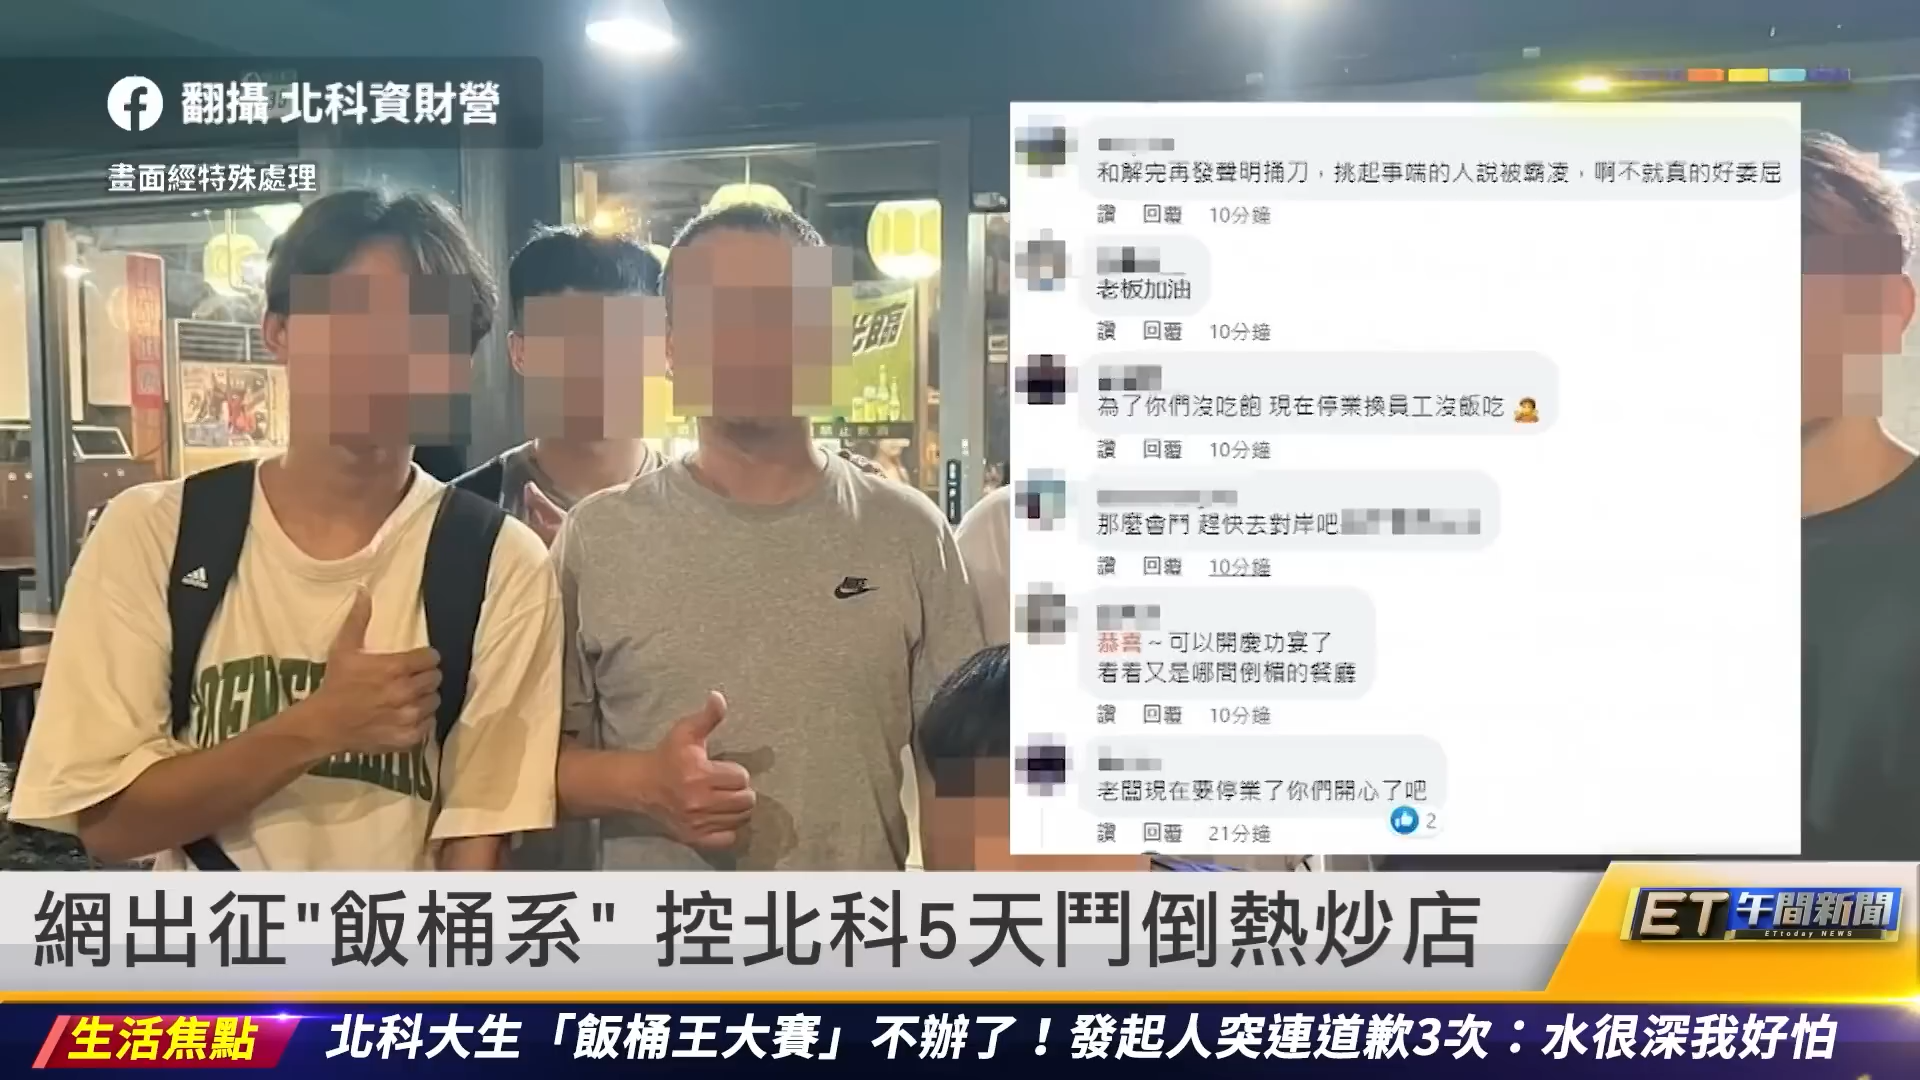 翻攝 北科資財營
畫面經特殊處理
和解完再發聲明捅刀，挑起事端的人說被霸凌，啊不就真的好委屈
讚 回覆 10分鐘
老板加油
讚 回覆 10分鐘
為了你們沒吃飽 現在停業換員工沒飯吃
讚 回覆 10分鐘
那麼會鬥 趕快去對岸吧
讚 回覆 10分鐘
恭喜～可以開慶功宴了
看看又是哪間倒楣的餐廳
讚 回覆 10分鐘
老闆現在要停業了你們開心了吧
2
讚 回覆 21分鐘
adidas
NIKE
網出征"飯桶系" 控北科5天鬥倒熱炒店
ET午間新聞
ETtoday NEWS
生活焦點
北科大生「飯桶王大賽」不辦了！發起人突連道歉3次：水很深我好怕